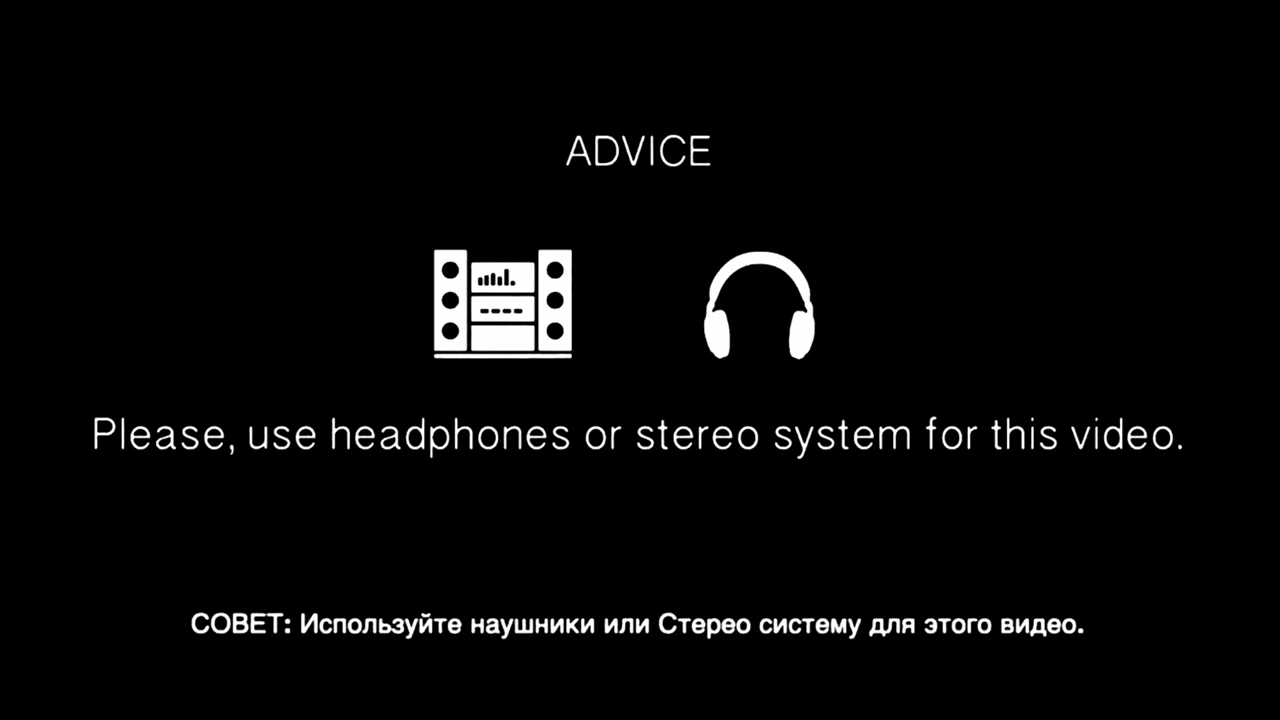 ADVICE
Please, use headphones or stereo system for this video.
СОВЕТ: Используйте наушники или Стерео систему для этого видео.